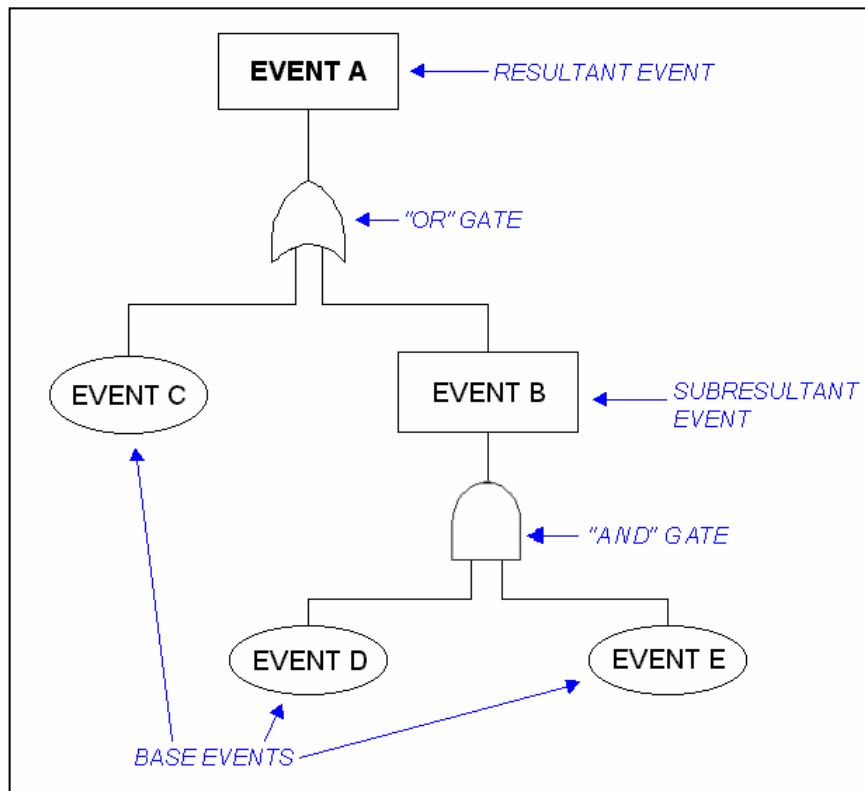 EVENT A
RESULTANT EVENT
"OR" GATE
EVENT C
EVENT B
SUBRESULTANT
EVENT
"AND" GATE
EVENT D
EVENT E
BASE EVENTS